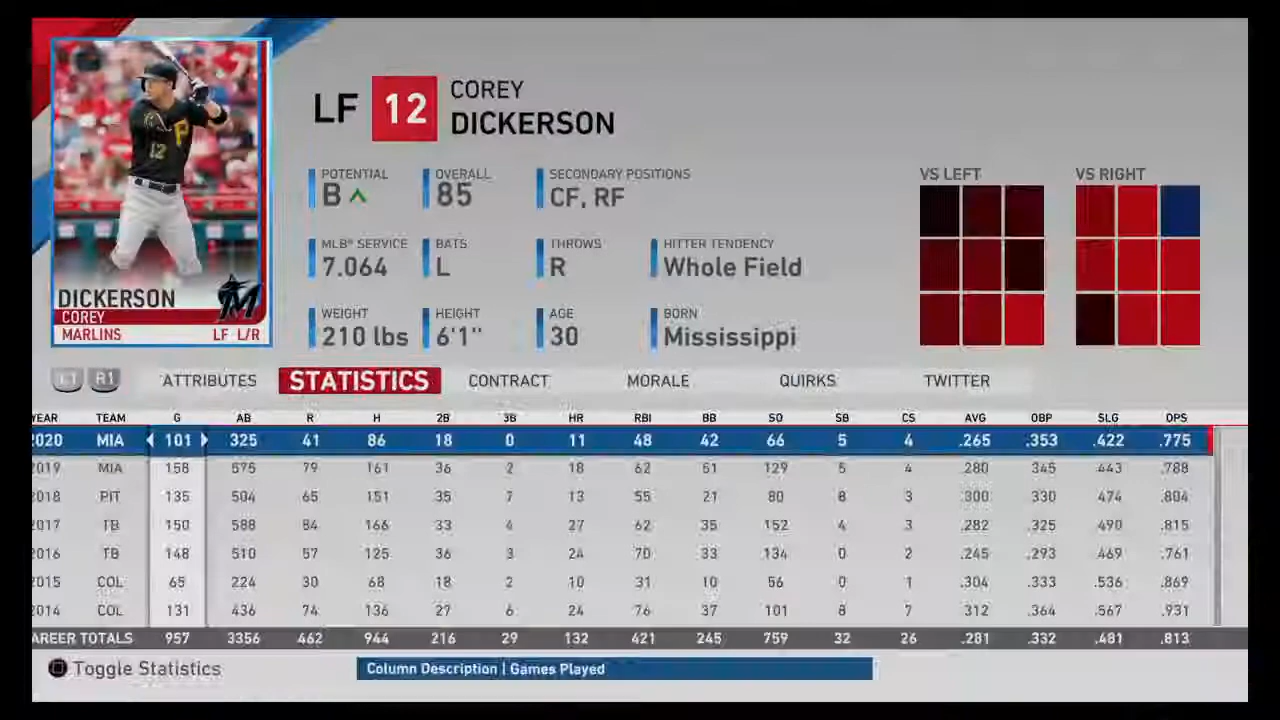 P
12
DICKERSON
COREY
MARLINS LF L/R
LF 12 COREY
DICKERSON
POTENTIAL OVERALL SECONDARY POSITIONS
B 85 CF, RF
MLB® SERVICE BATS THROWS HITTER TENDENCY
7.064 L R Whole Field
WEIGHT HEIGHT AGE BORN
210 lbs 6'1" 30 Mississippi
VS LEFT VS RIGHT
L1 R1 ATTRIBUTES STATISTICS CONTRACT MORALE QUIRKS TWITTER
YEAR TEAM G AB R H 2B 3B HR RBI BB SO SB CS AVG OBP SLG OPS
2020 MIA 101 325 41 86 18 0 11 48 42 66 5 4 .265 .353 .422 .775
2019 MIA 158 575 79 161 36 2 18 62 51 129 5 4 .280 .345 .443 .788
2018 PIT 135 504 65 151 35 7 13 55 21 80 8 3 .300 .330 .474 .804
2017 TB 150 588 84 166 33 4 27 62 35 152 4 3 .282 .325 .490 .815
2016 TB 148 510 57 125 36 3 24 70 33 134 0 2 .245 .293 .469 .761
2015 COL 65 224 30 68 18 2 10 31 10 56 0 1 .304 .333 .536 .869
2014 COL 131 436 74 136 27 6 24 76 37 101 8 7 .312 .364 .567 .931
AREER TOTALS 957 3356 462 944 216 29 132 421 245 759 32 26 .281 .332 .481 .813
Toggle Statistics Column Description | Games Played